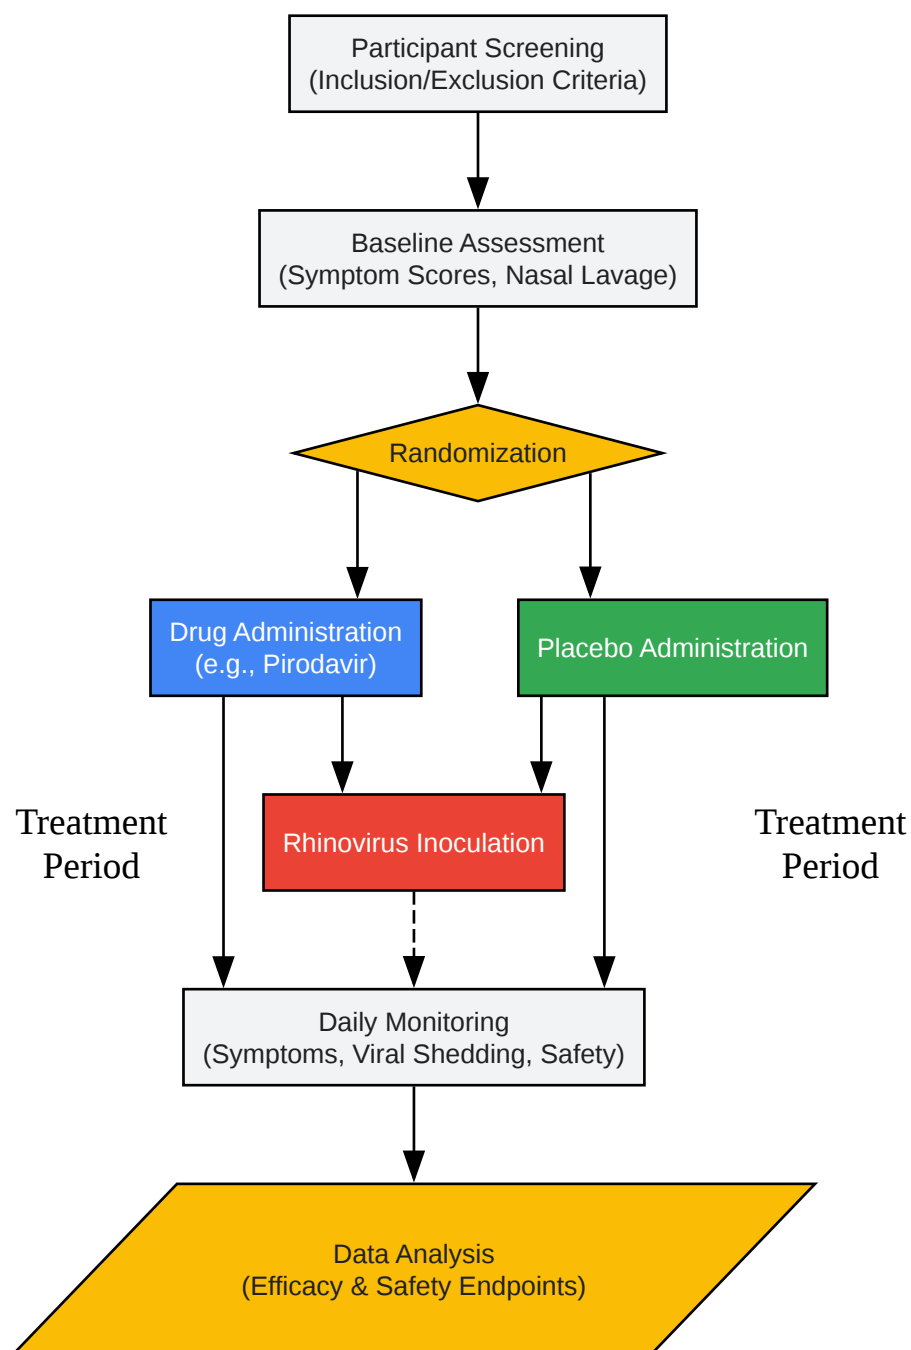 Participant Screening
(Inclusion/Exclusion Criteria)
Baseline Assessment
(Symptom Scores, Nasal Lavage)
Randomization
Drug Administration
(e.g., Pirodavir)
Placebo Administration
Treatment
Period
Rhinovirus Inoculation
Treatment
Period
Daily Monitoring
(Symptoms, Viral Shedding, Safety)
Data Analysis
(Efficacy & Safety Endpoints)